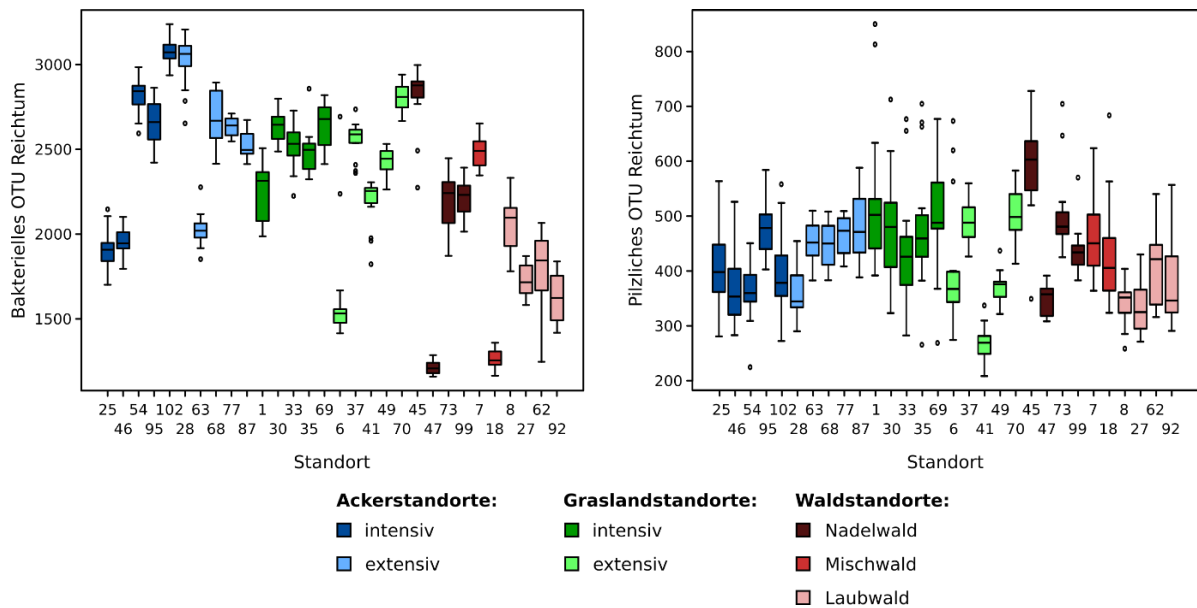 Bakterielles OTU Reichtum
3000
2500
2000
1500
25 54 102 63 77 1 33 69 37 49 45 73 7 8 62
46 95 28 68 87 30 35 6 41 70 47 99 18 27 92
Standort
Pilzliches OTU Reichtum
800
700
600
500
400
300
200
25 54 102 63 77 1 33 69 37 49 45 73 7 8 62
46 95 28 68 87 30 35 6 41 70 47 99 18 27 92
Standort
Ackerstandorte:
intensiv
extensiv
Graslandstandorte:
intensiv
extensiv
Waldstandorte:
Nadelwald
Mischwald
Laubwald